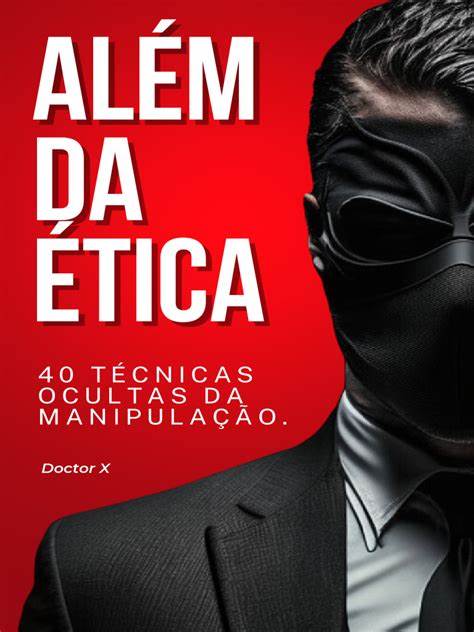 ALÉM
DA
ÉTICA
40 TÉCNICAS
OCULTAS DA
MANIPULAÇÃO.
Doctor X